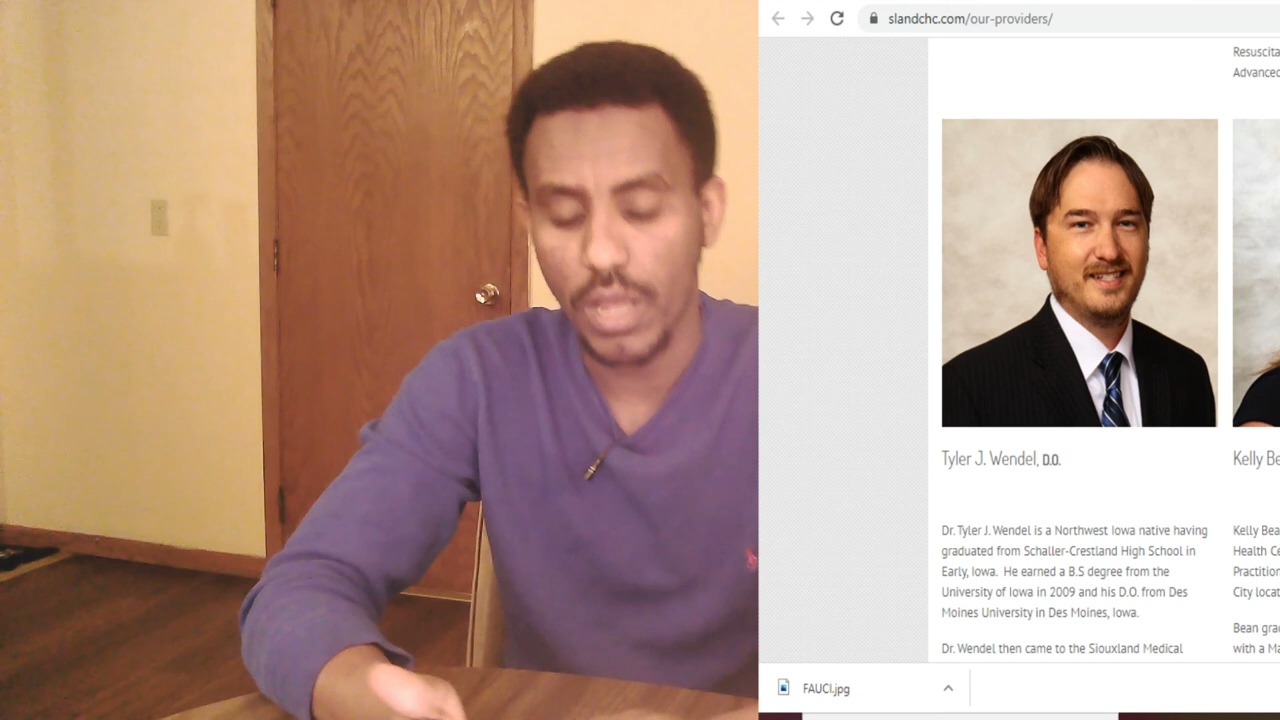 slandchc.com/our-providers/
Resuscita
Advanced
Tyler J. Wendel, D.O.
Kelly Be
Dr. Tyler J. Wendel is a Northwest Iowa native having
graduated from Schaller-Crestland High School in
Early, Iowa. He earned a B.S degree from the
University of Iowa in 2009 and his D.O. from Des
Moines University in Des Moines, Iowa.
Dr. Wendel then came to the Siouxland Medical
Kelly Bea
Health Ce
Practition
City locat
Bean grad
with a Ma
FAUCI.jpg